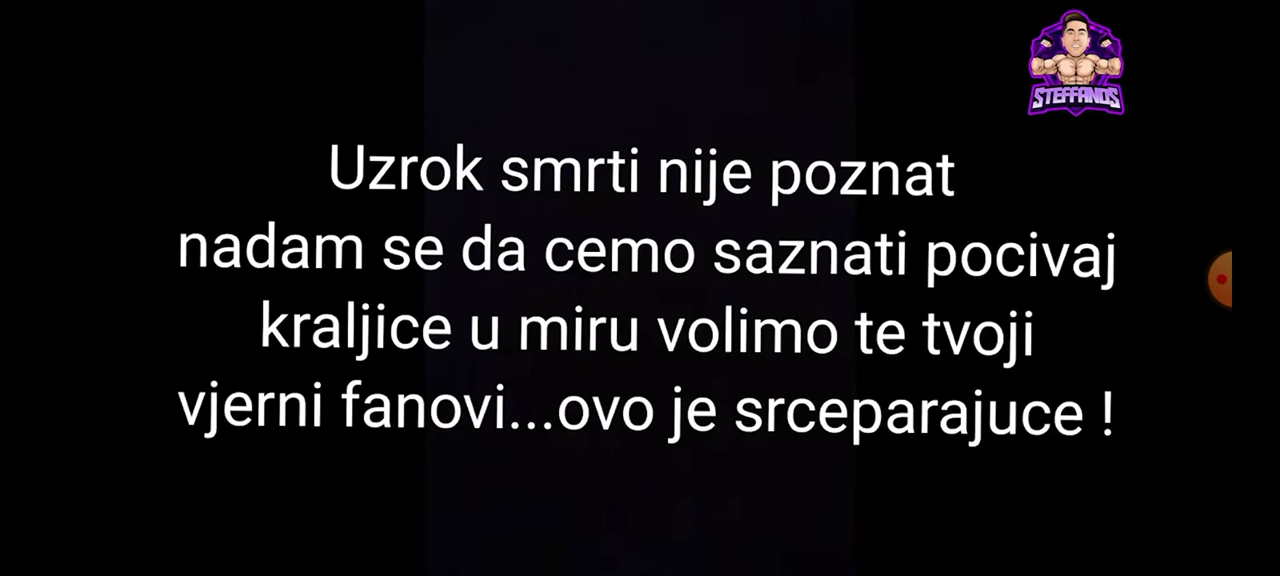 STEFFANOS
Uzrok smrti nije poznat
nadam se da cemo saznati pocivaj
kraljice u miru volimo te tvoji
vjerni fanovi...ovo je srceparajuce !